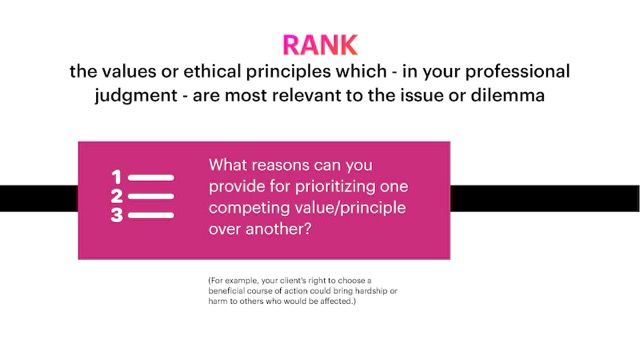 RANK
the values or ethical principles which - in your professional
judgment - are most relevant to the issue or dilemma
1
2
3
What reasons can you
provide for prioritizing one
competing value/principle
over another?
(For example, your client's right to choose a
beneficial course of action could bring hardship or
harm to others who would be affected.)